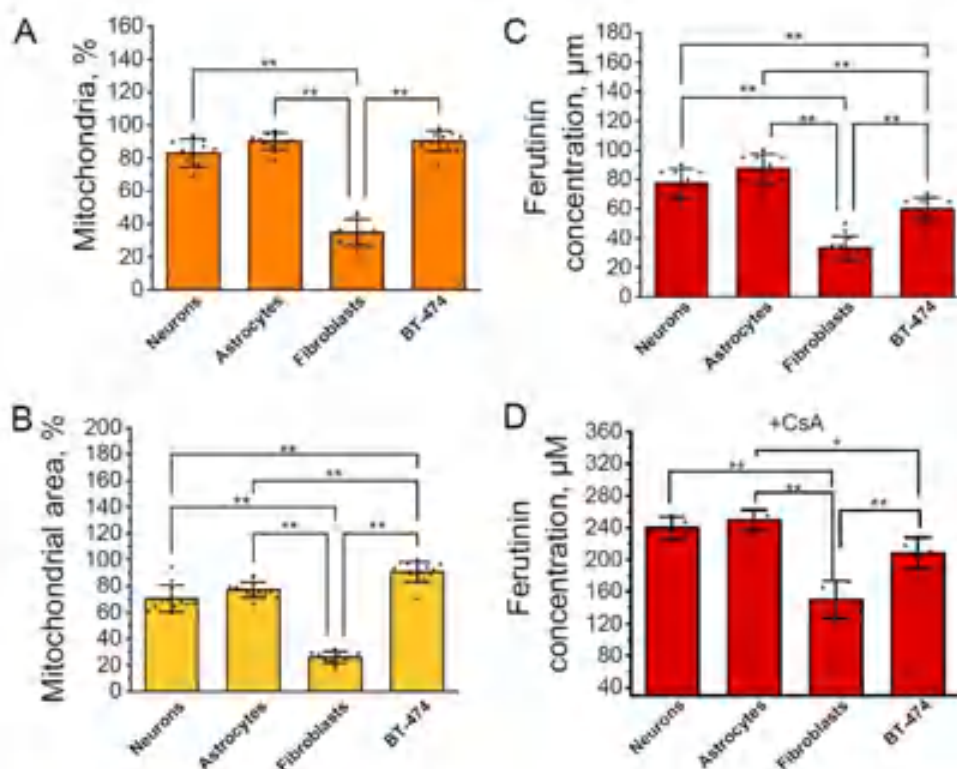 A
Mitochondria, %
160
140
120
100
80
60
40
20
0
**
** **
Neurons
Astrocytes
Fibroblasts
BT-474
C
Ferutinin
concentration, µm
180
160
140
120
100
80
60
40
20
0
**
**
**
** **
Neurons
Astrocytes
Fibroblasts
BT-474
B
Mitochondrial area, %
200
180
160
140
120
100
80
60
40
20
0
**
**
**
** **
Neurons
Astrocytes
Fibroblasts
BT-474
D
+CsA
Ferutinin
concentration, µM
360
320
280
240
200
160
120
80
40
*
**
**
**
Neurons
Astrocytes
Fibroblasts
BT-474